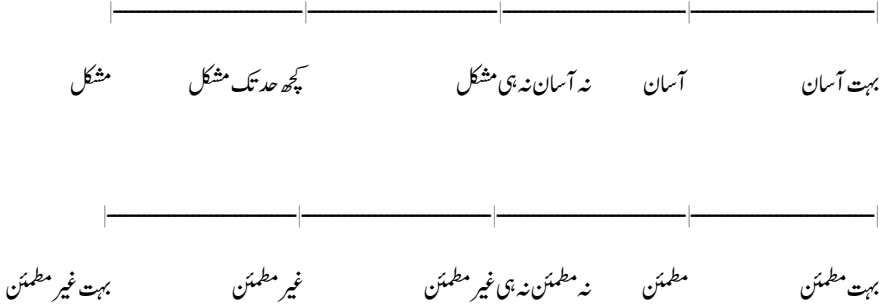 بہت آسان آسان نہ آسان نہ ہی مشکل کچھ حد تک مشکل مشکل
بہت مطمئن مطمئن نہ مطمئن نہ ہی غیر مطمئن غیر مطمئن بہت غیر مطمئن